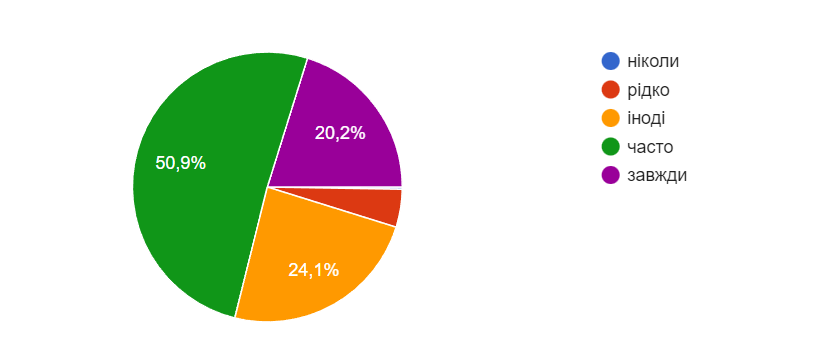 50,9%
20,2%
24,1%
ніколи
рідко
іноді
часто
завжди